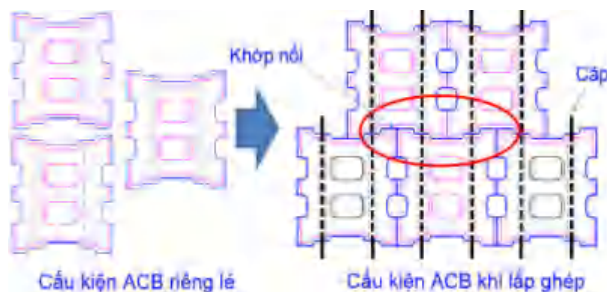 Khớp nối
Cáp
Cấu kiện ACB riêng lẻ
Cấu kiện ACB khi lắp ghép